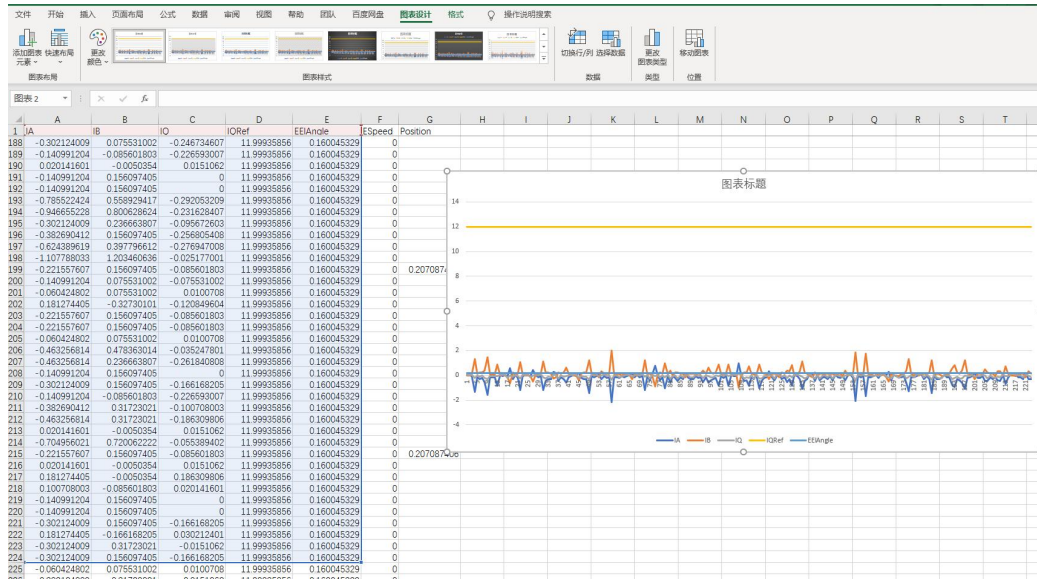 文件 开始 插入 页面布局 公式 数据 审阅 视图 帮助 团队 百度网盘 图表设计 格式 操作说明搜索
添加图表元素 快速布局 更改颜色 切换行/列 选择数据 更改图表类型 移动图表
图表布局 图表样式 数据 类型 位置
图表 2 fx
A B C D E F G H I J K L M N O P Q R S T
1 IA IB IQ IQRef EEIAngle ESpeed Position
188 -0.302124009 0.075531002 -0.246734607 11.99935856 0.160045329 0
189 -0.140991204 -0.085601803 -0.226593007 11.99935856 0.160045329 0
190 0.020141601 -0.0050354 0.0151062 11.99935856 0.160045329 0
191 -0.140991204 0.156097405 0 11.99935856 0.160045329 0
192 -0.140991204 0.156097405 0 11.99935856 0.160045329 0
193 -0.785522424 0.558929417 -0.292053209 11.99935856 0.160045329 0
194 -0.946655228 0.800628624 -0.231628407 11.99935856 0.160045329 0
195 -0.302124009 0.236663807 -0.095672603 11.99935856 0.160045329 0
196 -0.382690412 0.156097405 -0.256805408 11.99935856 0.160045329 0
197 -0.624389619 0.397796612 -0.276947008 11.99935856 0.160045329 0
198 -1.107788033 1.203460636 -0.025177001 11.99935856 0.160045329 0
199 -0.221557607 0.156097405 -0.085601803 11.99935856 0.160045329 0 0.207087
200 -0.140991204 0.075531002 -0.075531002 11.99935856 0.160045329 0
201 -0.060424802 0.075531002 0.0100708 11.99935856 0.160045329 0
202 0.181274405 -0.32730101 -0.120849604 11.99935856 0.160045329 0
203 -0.221557607 0.156097405 -0.085601803 11.99935856 0.160045329 0
204 -0.221557607 0.156097405 -0.085601803 11.99935856 0.160045329 0
205 -0.060424802 0.075531002 0.0100708 11.99935856 0.160045329 0
206 -0.463256814 0.478363014 -0.035247801 11.99935856 0.160045329 0
207 -0.463256814 0.236663807 -0.261840808 11.99935856 0.160045329 0
208 -0.140991204 0.156097405 0 11.99935856 0.160045329 0
209 -0.302124009 0.156097405 -0.166168205 11.99935856 0.160045329 0
210 -0.140991204 -0.085601803 -0.226593007 11.99935856 0.160045329 0
211 -0.382690412 0.31723021 -0.100708003 11.99935856 0.160045329 0
212 -0.463256814 0.31723021 -0.186309806 11.99935856 0.160045329 0
213 0.020141601 -0.0050354 0.0151062 11.99935856 0.160045329 0
214 -0.704956021 0.720062222 -0.055389402 11.99935856 0.160045329 0
215 -0.221557607 0.156097405 -0.085601803 11.99935856 0.160045329 0 0.207087406
216 0.020141601 -0.0050354 0.0151062 11.99935856 0.160045329 0
217 0.181274405 -0.0050354 0.186309806 11.99935856 0.160045329 0
218 0.100708003 -0.085601803 0.020141601 11.99935856 0.160045329 0
219 -0.140991204 0.156097405 0 11.99935856 0.160045329 0
220 -0.140991204 0.156097405 0 11.99935856 0.160045329 0
221 -0.302124009 0.156097405 -0.166168205 11.99935856 0.160045329 0
222 0.181274405 -0.166168205 0.030212401 11.99935856 0.160045329 0
223 -0.302124009 0.31723021 -0.0151062 11.99935856 0.160045329 0
224 -0.302124009 0.156097405 -0.166168205 11.99935856 0.160045329 0
225 -0.060424802 0.075531002 0.0100708 11.99935856 0.160045329 0
图表标题
14
12
10
8
6
4
2
0
-2
-4
IA IB IQ IQRef EEIAngle